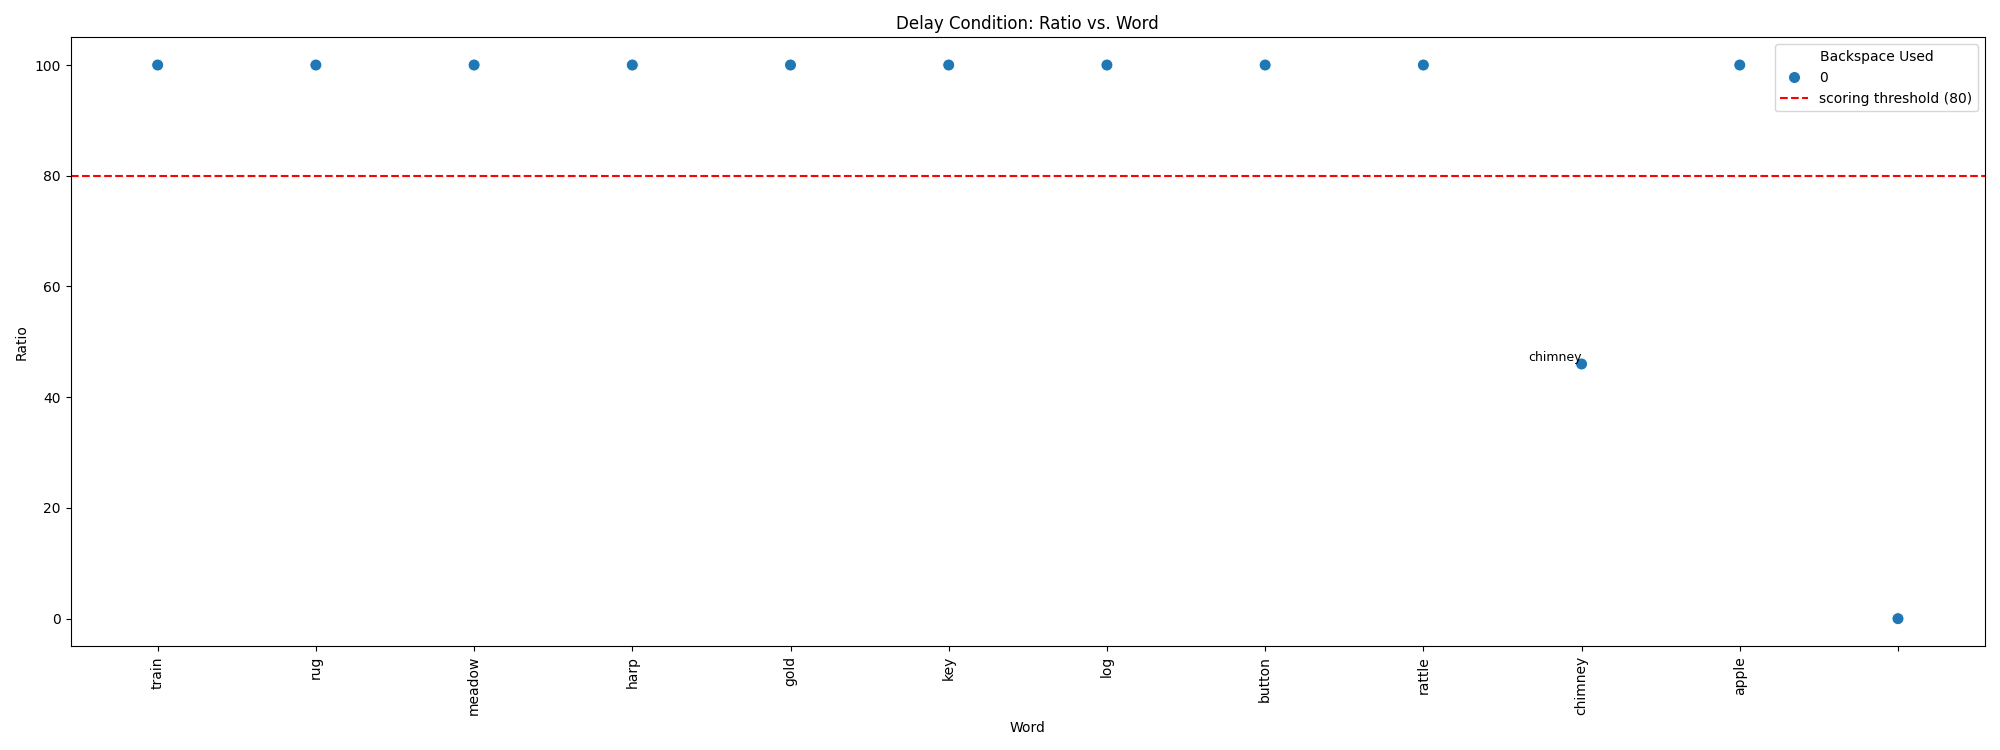 Delay Condition: Ratio vs. Word
Backspace Used
0
scoring threshold (80)
100
80
60
40
20
0
Ratio
chimney
train
rug
meadow
harp
gold
key
log
button
rattle
chimney
apple
Word